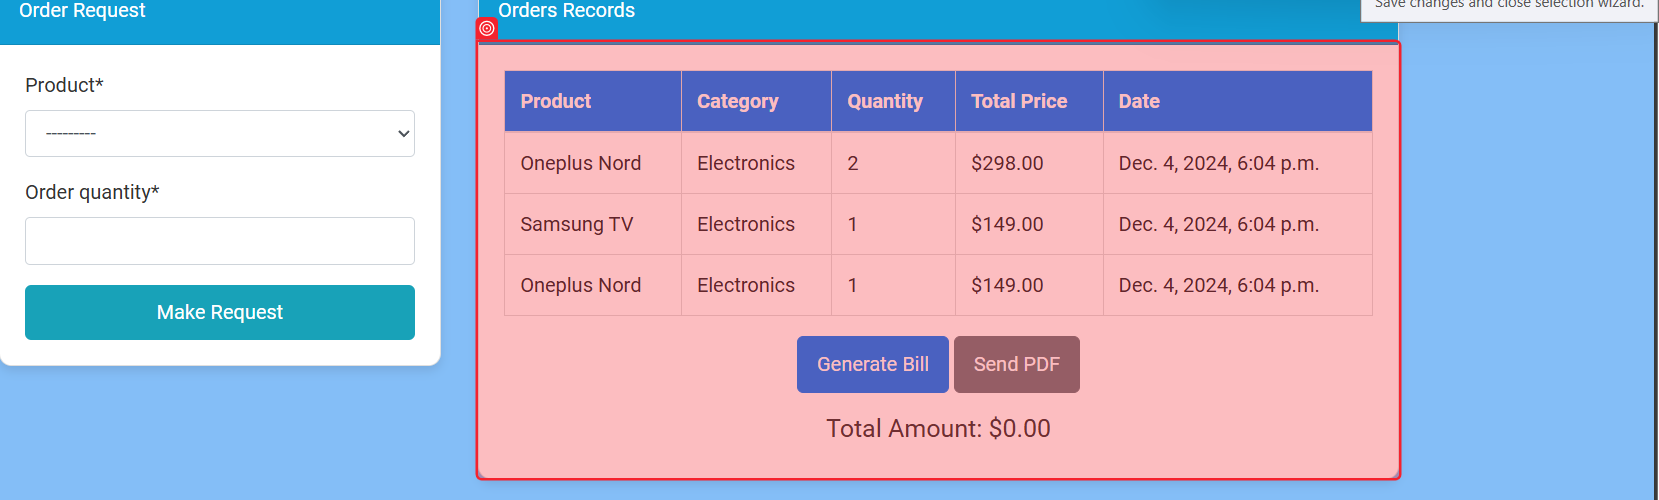 Order Request
Product*
---------
Order quantity*
Make Request
Orders Records
Save changes and close selection wizard.
Product Category Quantity Total Price Date
Oneplus Nord Electronics 2 $298.00 Dec. 4, 2024, 6:04 p.m.
Samsung TV Electronics 1 $149.00 Dec. 4, 2024, 6:04 p.m.
Oneplus Nord Electronics 1 $149.00 Dec. 4, 2024, 6:04 p.m.
Generate Bill Send PDF
Total Amount: $0.00